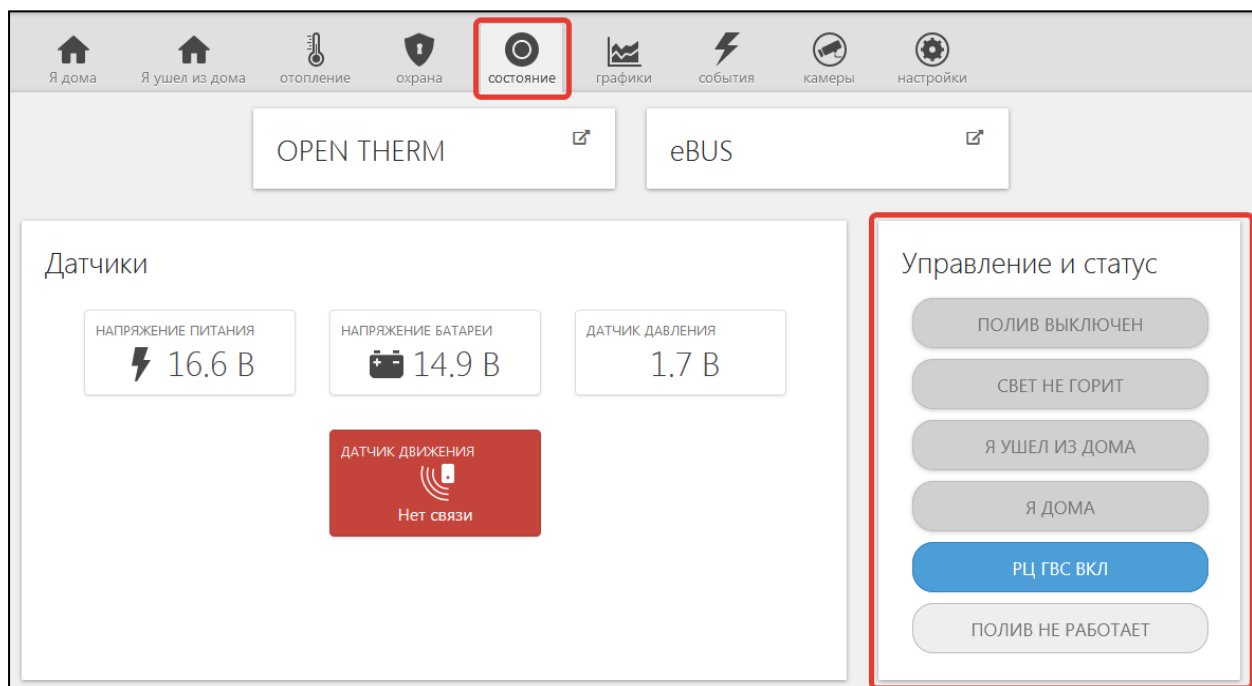 Я дома
Я ушел из дома
отопление
охрана
состояние
графики
события
камеры
настройки
OPEN THERM
eBUS
Датчики
НАПРЯЖЕНИЕ ПИТАНИЯ
16.6 В
НАПРЯЖЕНИЕ БАТАРЕИ
14.9 В
ДАТЧИК ДАВЛЕНИЯ
1.7 В
ДАТЧИК ДВИЖЕНИЯ
Нет связи
Управление и статус
ПОЛИВ ВЫКЛЮЧЕН
СВЕТ НЕ ГОРИТ
Я УШЕЛ ИЗ ДОМА
Я ДОМА
РЦ ГВС ВКЛ
ПОЛИВ НЕ РАБОТАЕТ